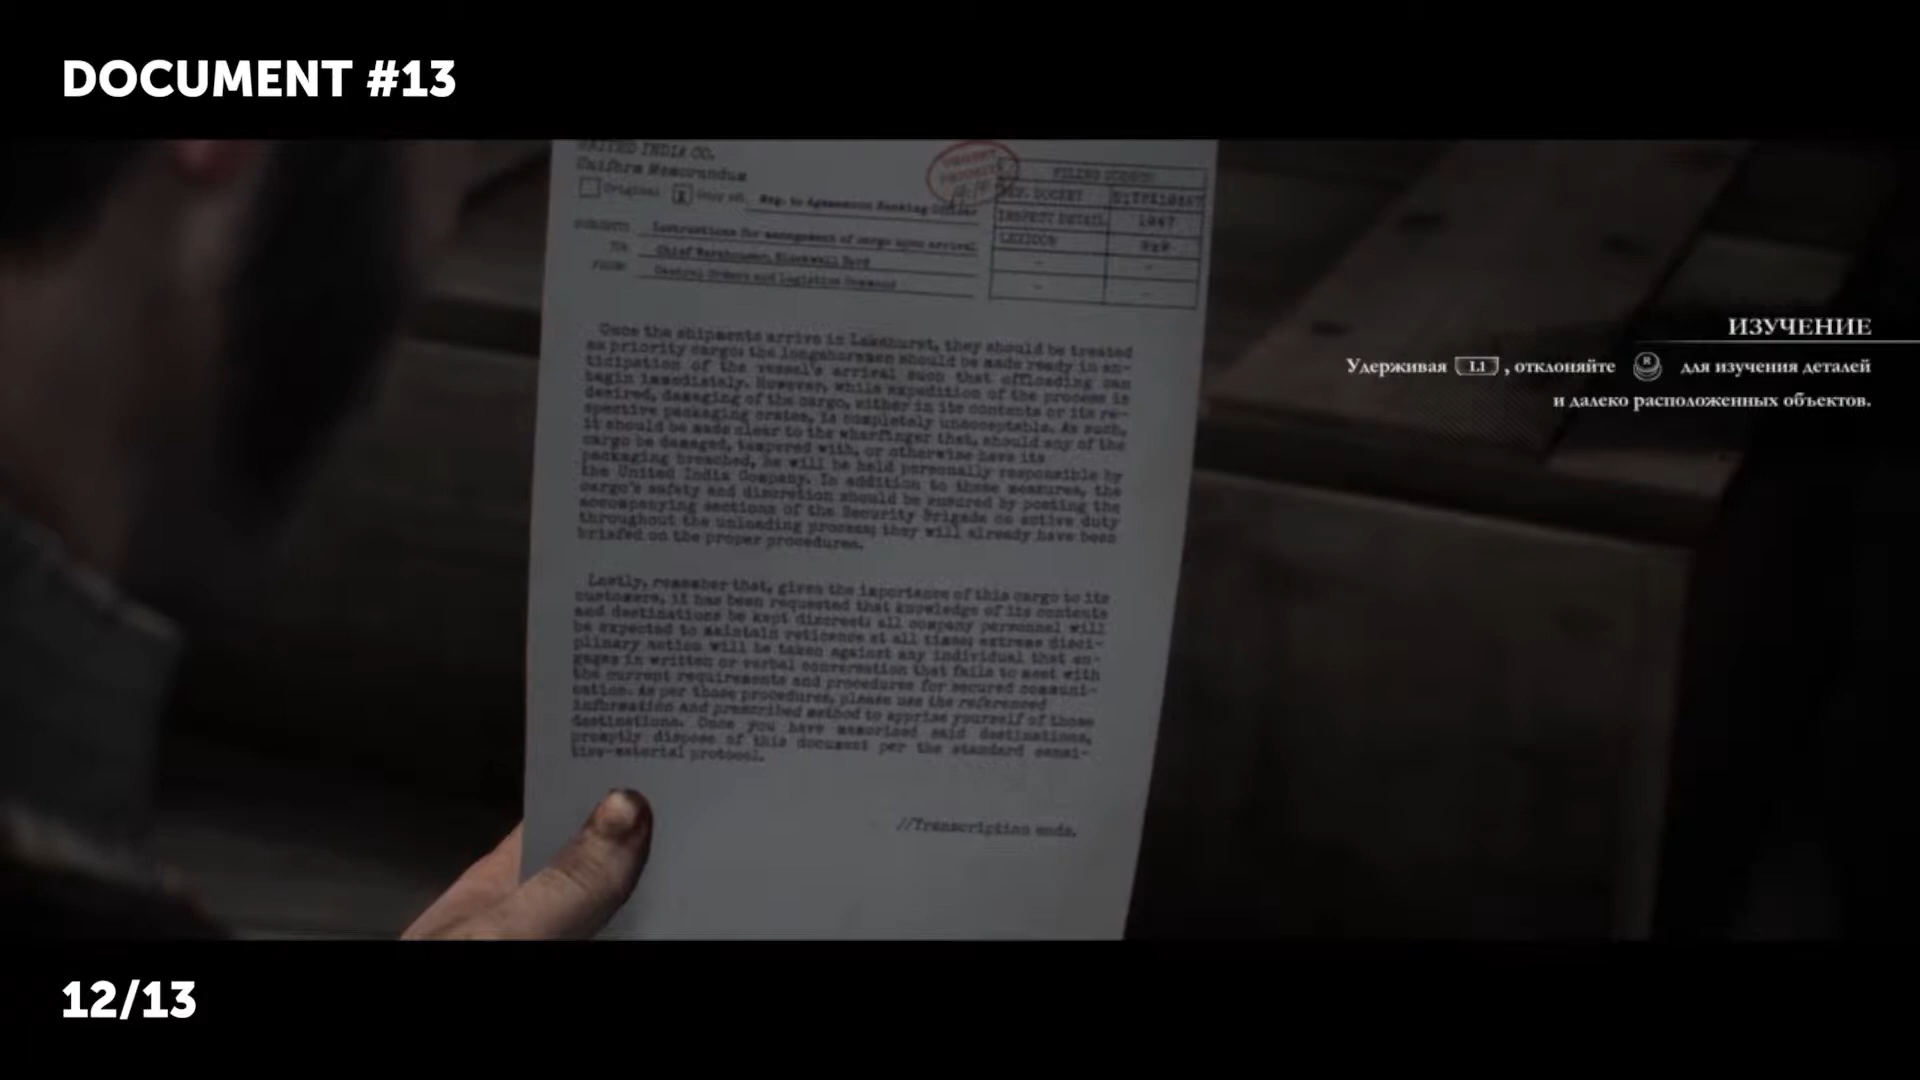 DOCUMENT #13
UNITED INDIA CO.
Uniform Memorandum
Original Copy of: Msg. to Agamemnon Ranking Officer
SUBJECT: Instructions for management of cargo upon arrival
TO: Chief Warehouser, Blackwall Yard
FROM: Central Orders and Logistics Command
FILING CODES
REF. DOCKET
INSPECT DETAIL 1847
LEXICON
ИЗУЧЕНИЕ
Удерживая L1, отклоняйте R для изучения деталей
и далеко расположенных объектов.
Once the shipments arrive in Lakehurst, they should be treated
as priority cargo; the longshoremen should be made ready in an-
ticipation of the vessel's arrival such that offloading can
begin immediately. However, while expedition of the process is
desired, damaging of the cargo, either in its contents or its re-
spective packaging crates, is completely unacceptable. As such,
it should be made clear to the wharfinger that, should any of the
cargo be damaged, tampered with, or otherwise have its
packaging breached, he will be held personally responsible by
the United India Company. In addition to these measures, the
cargo's safety and discretion should be ensured by posting the
accompanying sections of the Security Brigade on active duty
throughout the unloading process; they will already have been
briefed on the proper procedures.
Lastly, remember that, given the importance of this cargo to its
customers, it has been requested that knowledge of its contents
and destinations be kept discreet; all company personnel will
be expected to maintain reticence at all times; extreme disci-
plinary action will be taken against any individual that en-
gages in written or verbal conversation that fails to meet with
the current requirements and procedures for secured communi-
cation. As per those procedures, please use the referenced
information and prescribed method to apprise yourself of those
destinations. Once you have memorised said destinations,
promptly dispose of this document per the standard sensi-
tive-material protocol.
//Transcription ends.
12/13